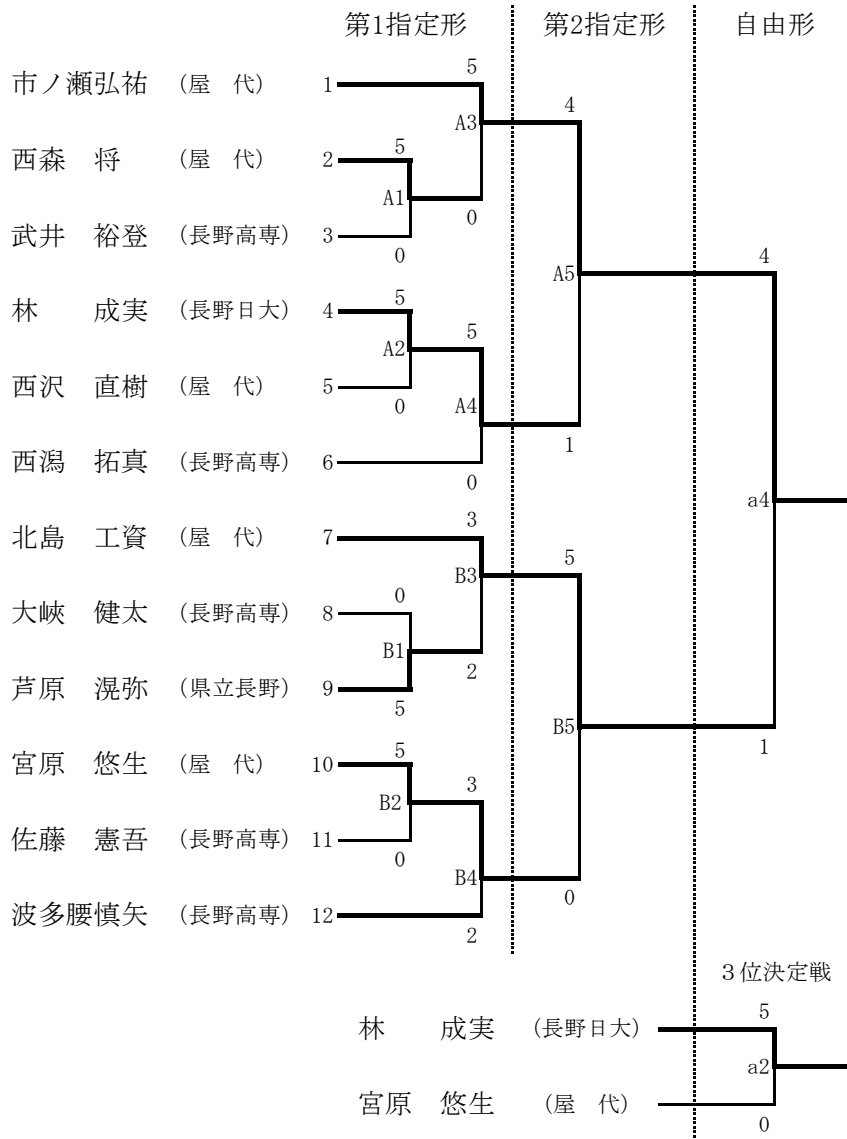 第1指定形 第2指定形 自由形
5
市ノ瀬弘祐 (屋 代) 1
4
A3
5
西森 将 (屋 代) 2
A1
0
武井 裕登 (長野高専) 3
0
4
A5
5
林 成実 (長野日大) 4
5
A2
西沢 直樹 (屋 代) 5
0
A4
1
西潟 拓真 (長野高専) 6
0
a4
3
北島 工資 (屋 代) 7
5
B3
0
大峽 健太 (長野高専) 8
B1
2
芦原 滉弥 (県立長野) 9
5
B5
1
5
宮原 悠生 (屋 代) 10
3
B2
佐藤 憲吾 (長野高専) 11
0
B4
0
波多腰慎矢 (長野高専) 12
2
3位決定戦
5
林 成実 (長野日大)
a2
宮原 悠生 (屋 代)
0